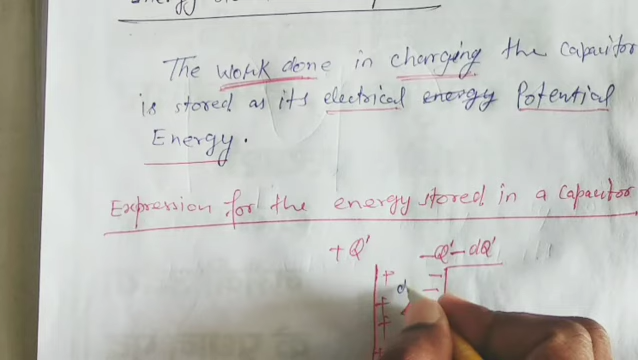 The work done in charging the capacitor
is stored as its electrical energy Potential
Energy.
Expression for the energy stored in a capacitor
+Q' -Q'-dQ'
+ -
+ -
+
d